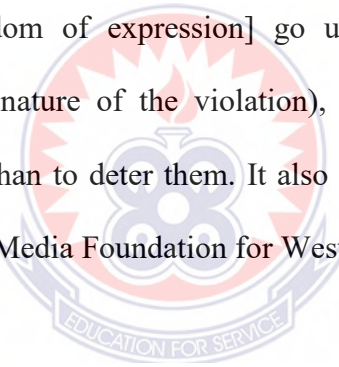 dom of expression] go u
nature of the violation),
han to deter them. It also
Media Foundation for Wes
EDUCATION FOR SERVICE